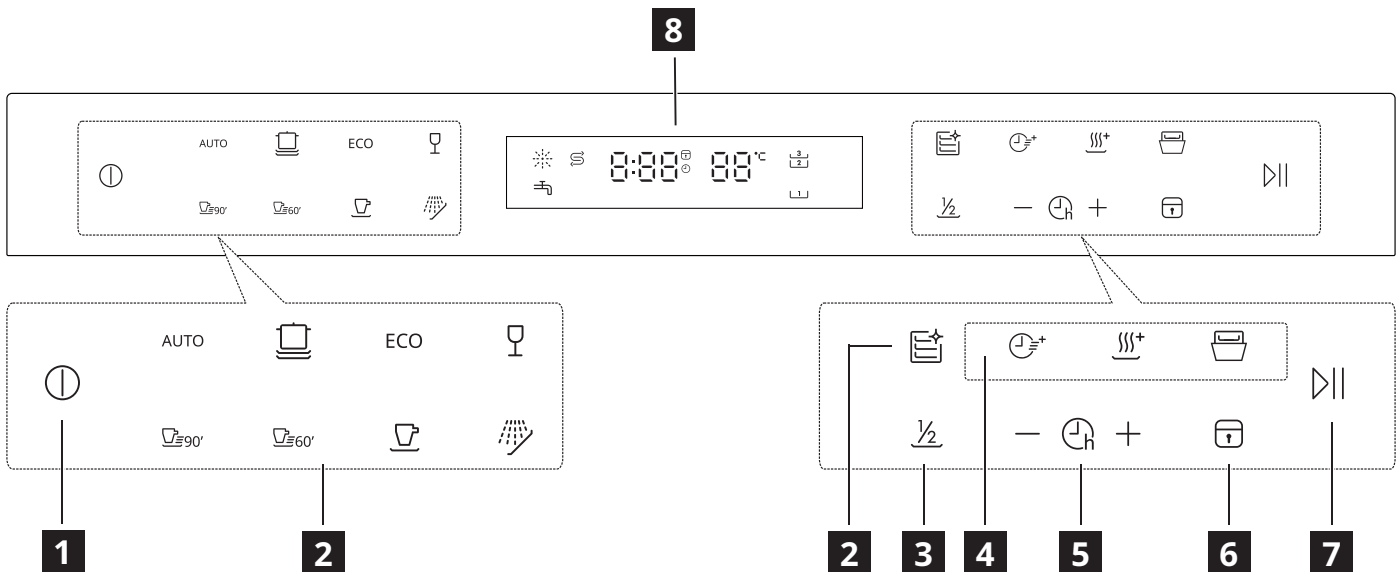 8
AUTO ECO
90′ 60′
8:88 88 °C
3
2
1
+ +
½ − h +
AUTO ECO
90′ 60′
+ +
½ − h +
1 2 2 3 4 5 6 7